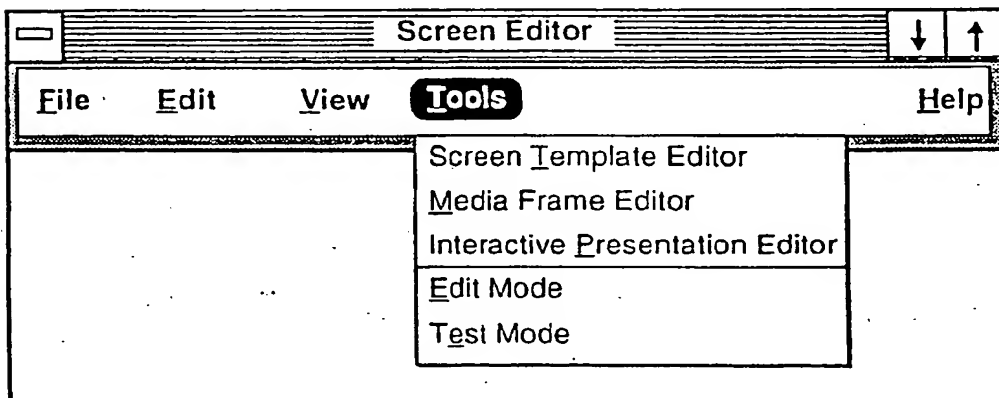 Screen Editor
File Edit View Tools Help
Screen Template Editor
Media Frame Editor
Interactive Presentation Editor
Edit Mode
Test Mode